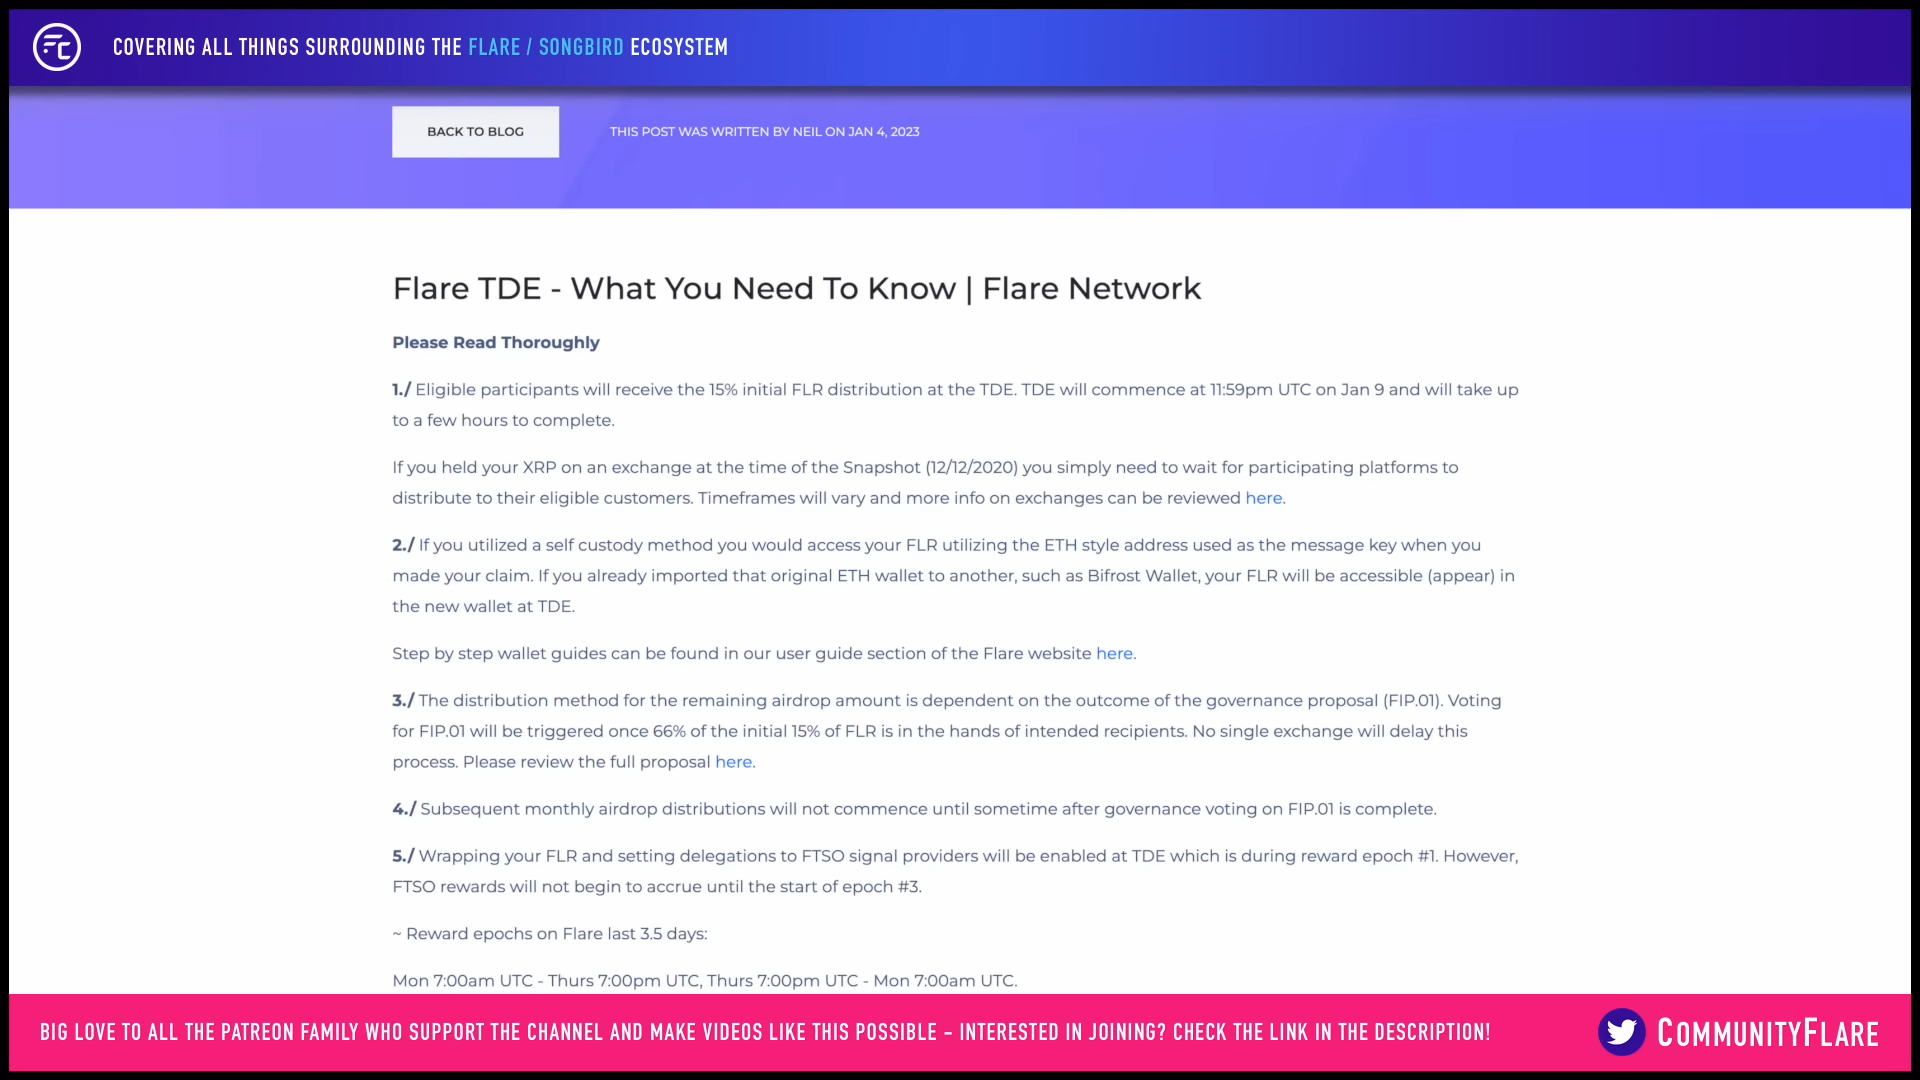 FC
COVERING ALL THINGS SURROUNDING THE FLARE / SONGBIRD ECOSYSTEM
BACK TO BLOG
THIS POST WAS WRITTEN BY NEIL ON JAN 4, 2023
Flare TDE - What You Need To Know | Flare Network
Please Read Thoroughly
1./ Eligible participants will receive the 15% initial FLR distribution at the TDE. TDE will commence at 11:59pm UTC on Jan 9 and will take up
to a few hours to complete.
If you held your XRP on an exchange at the time of the Snapshot (12/12/2020) you simply need to wait for participating platforms to
distribute to their eligible customers. Timeframes will vary and more info on exchanges can be reviewed here.
2./ If you utilized a self custody method you would access your FLR utilizing the ETH style address used as the message key when you
made your claim. If you already imported that original ETH wallet to another, such as Bifrost Wallet, your FLR will be accessible (appear) in
the new wallet at TDE.
Step by step wallet guides can be found in our user guide section of the Flare website here.
3./ The distribution method for the remaining airdrop amount is dependent on the outcome of the governance proposal (FIP.01). Voting
for FIP.01 will be triggered once 66% of the initial 15% of FLR is in the hands of intended recipients. No single exchange will delay this
process. Please review the full proposal here.
4./ Subsequent monthly airdrop distributions will not commence until sometime after governance voting on FIP.01 is complete.
5./ Wrapping your FLR and setting delegations to FTSO signal providers will be enabled at TDE which is during reward epoch #1. However,
FTSO rewards will not begin to accrue until the start of epoch #3.
~ Reward epochs on Flare last 3.5 days:
Mon 7:00am UTC - Thurs 7:00pm UTC, Thurs 7:00pm UTC - Mon 7:00am UTC.
BIG LOVE TO ALL THE PATREON FAMILY WHO SUPPORT THE CHANNEL AND MAKE VIDEOS LIKE THIS POSSIBLE - INTERESTED IN JOINING? CHECK THE LINK IN THE DESCRIPTION!
COMMUNITYFLARE